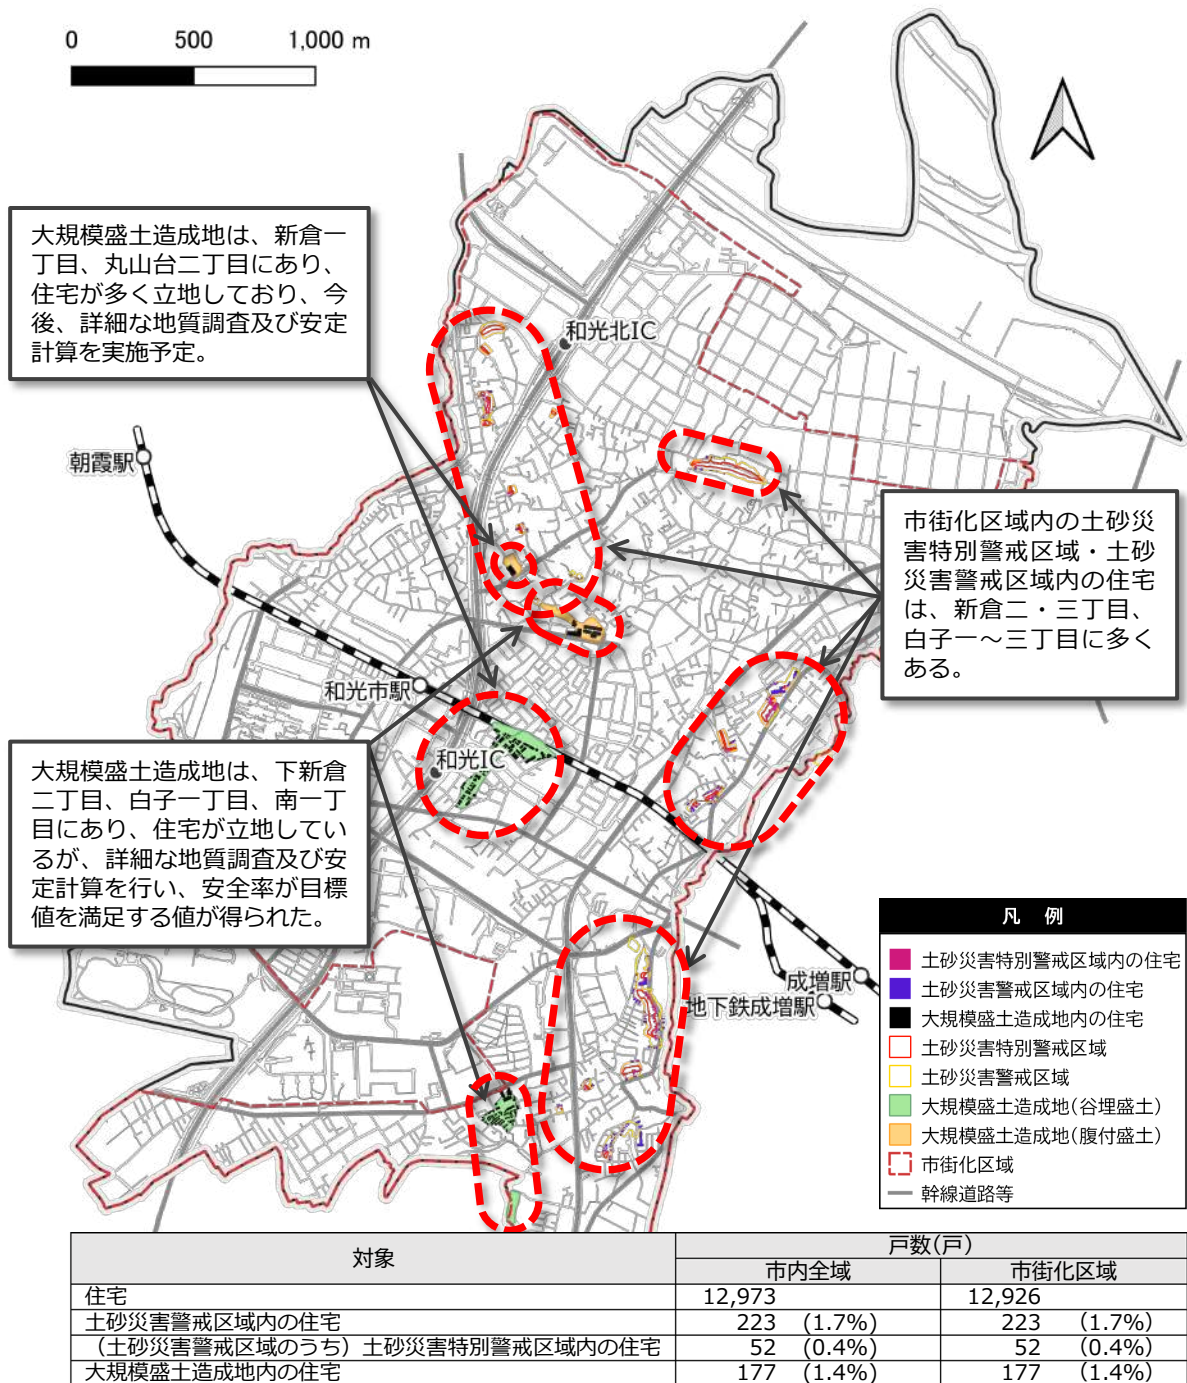 0 500 1,000 m
大規模盛土造成地は、新倉一
丁目、丸山台二丁目にあり、
住宅が多く立地しており、今
後、詳細な地質調査及び安定
計算を実施予定。
和光北IC
朝霞駅
市街化区域内の土砂災
害特別警戒区域・土砂
災害警戒区域内の住宅
は、新倉二・三丁目、
白子一～三丁目に多く
ある。
和光市駅
和光IC
大規模盛土造成地は、下新倉
二丁目、白子一丁目、南一丁
目にあり、住宅が立地してい
るが、詳細な地質調査及び安
定計算を行い、安全率が目標
値を満足する値が得られた。
成増駅
地下鉄成増駅
凡 例
土砂災害特別警戒区域内の住宅
土砂災害警戒区域内の住宅
大規模盛土造成地内の住宅
土砂災害特別警戒区域
土砂災害警戒区域
大規模盛土造成地(谷埋盛土)
大規模盛土造成地(腹付盛土)
市街化区域
幹線道路等
対象 戸数(戸)
市内全域 市街化区域
住宅 12,973 12,926
土砂災害警戒区域内の住宅 223 (1.7%) 223 (1.7%)
（土砂災害警戒区域のうち）土砂災害特別警戒区域内の住宅 52 (0.4%) 52 (0.4%)
大規模盛土造成地内の住宅 177 (1.4%) 177 (1.4%)